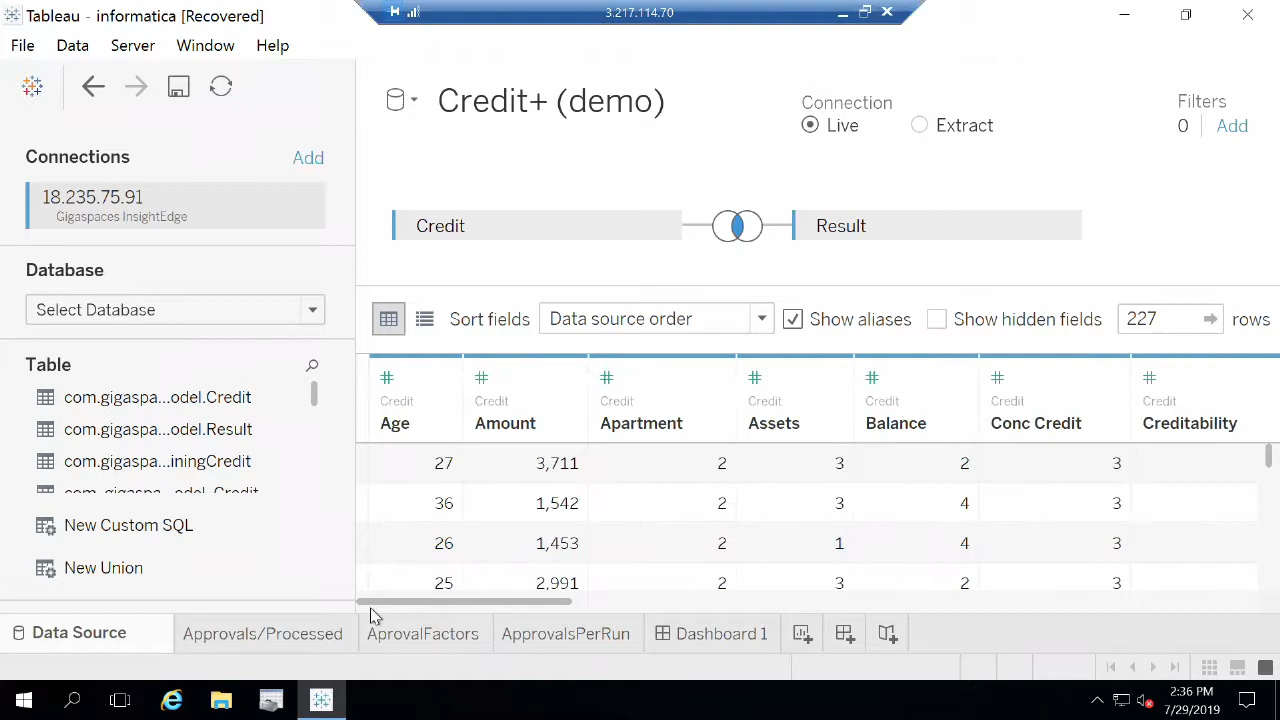 Tableau - informatica [Recovered]
3.217.114.70
File Data Server Window Help
Credit+ (demo)
Connection
Live
Extract
Filters
0
Add
Connections
Add
18.235.75.91
Gigaspaces InsightEdge
Credit
Result
Database
Select Database
Sort fields
Data source order
Show aliases
Show hidden fields
227
rows
Table
com.gigaspa...odel.Credit
com.gigaspa...odel.Result
com.gigaspa...iningCredit
com.gigaspa...odel.Credit
New Custom SQL
New Union
Credit Credit Credit Credit Credit Credit Credit
Age Amount Apartment Assets Balance Conc Credit Creditability
27 3,711 2 3 2 3
36 1,542 2 3 4 3
26 1,453 2 1 4 3
25 2,991 2 3 2 3
Data Source Approvals/Processed AprovalFactors ApprovalsPerRun Dashboard 1
2:36 PM
7/29/2019